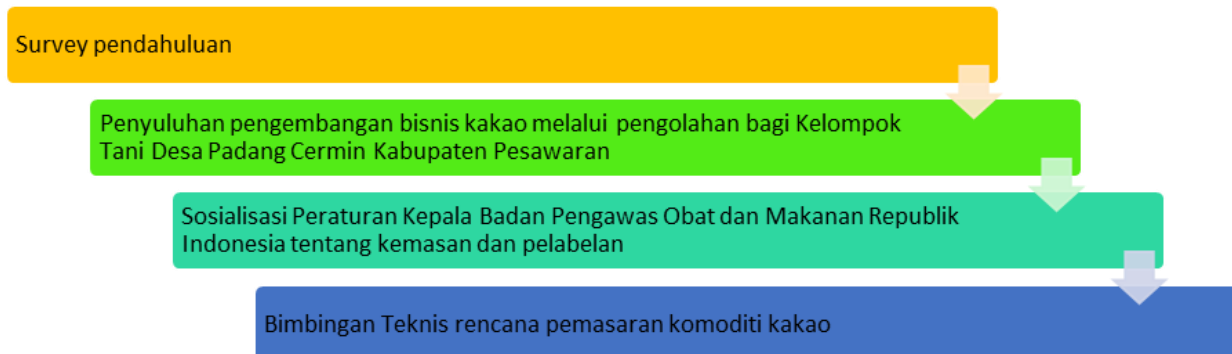 Survey pendahuluan
Penyuluhan pengembangan bisnis kakao melalui pengolahan bagi Kelompok
Tani Desa Padang Cermin Kabupaten Pesawaran
Sosialisasi Peraturan Kepala Badan Pengawas Obat dan Makanan Republik
Indonesia tentang kemasan dan pelabelan
Bimbingan Teknis rencana pemasaran komoditi kakao